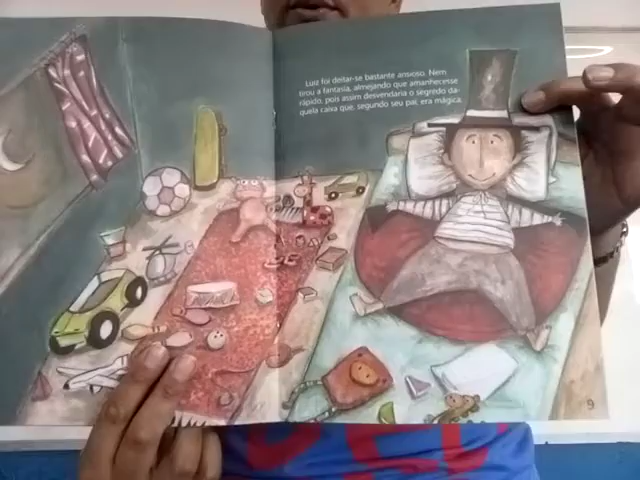 Luiz foi deitar-se bastante ansioso. Nem
tirou a fantasia, almejando que amanhecesse
rápido, pois assim desvendaria o segredo da-
quela caixa que, segundo seu pai, era mágica.
9